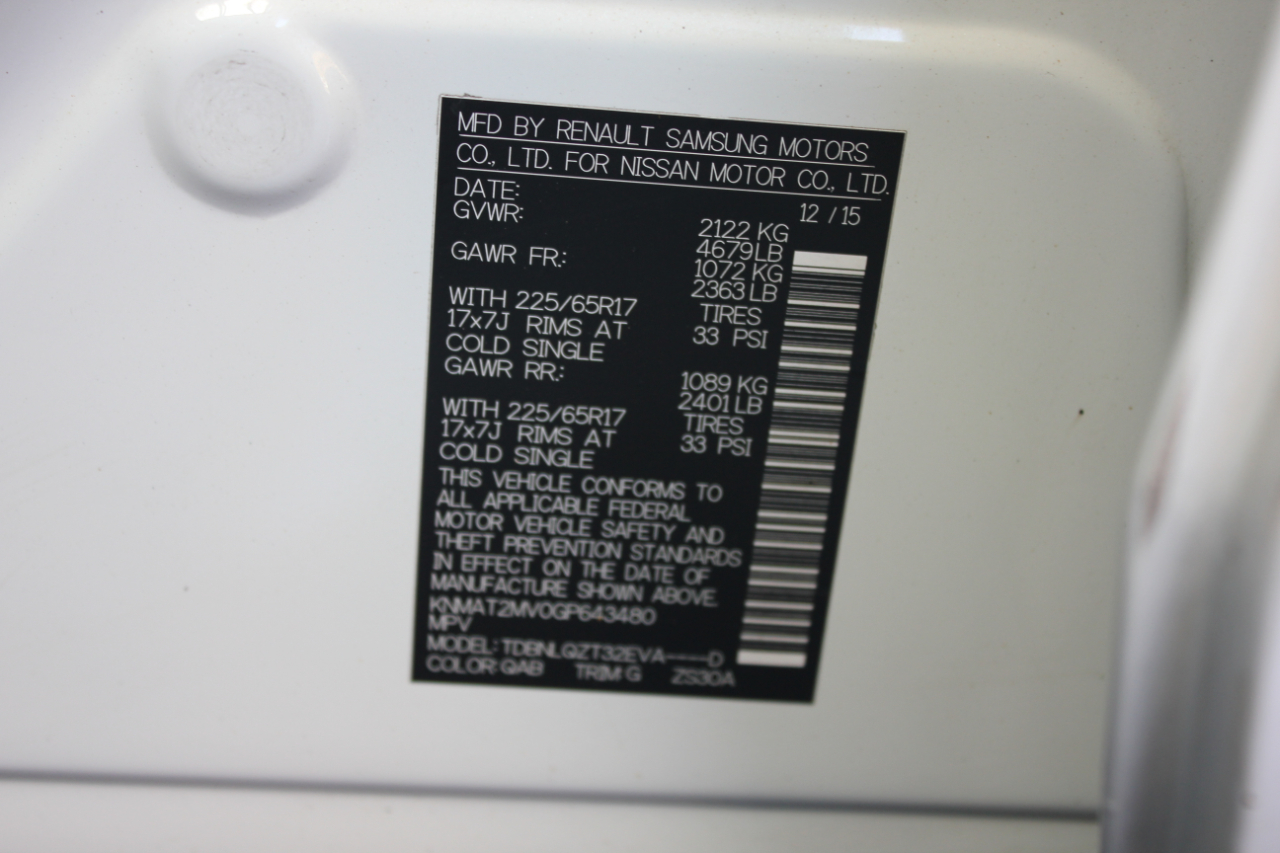 MFD BY RENAULT SAMSUNG MOTORS
CO., LTD. FOR NISSAN MOTOR CO., LTD.
DATE: 12 / 15
GVWR: 2122 KG
4679 LB
GAWR FR.: 1072 KG
2363 LB
WITH 225/65R17 TIRES
17x7J RIMS AT 33 PSI
COLD SINGLE
GAWR RR.: 1089 KG
2401 LB
WITH 225/65R17 TIRES
17x7J RIMS AT 33 PSI
COLD SINGLE
THIS VEHICLE CONFORMS TO
ALL APPLICABLE FEDERAL
MOTOR VEHICLE SAFETY AND
THEFT PREVENTION STANDARDS
IN EFFECT ON THE DATE OF
MANUFACTURE SHOWN ABOVE.
KNMAT2MV0GP643480
MPV
MODEL: TDBNLQZT32EVA----D
COLOR: QAB TRIM: G ZS30A